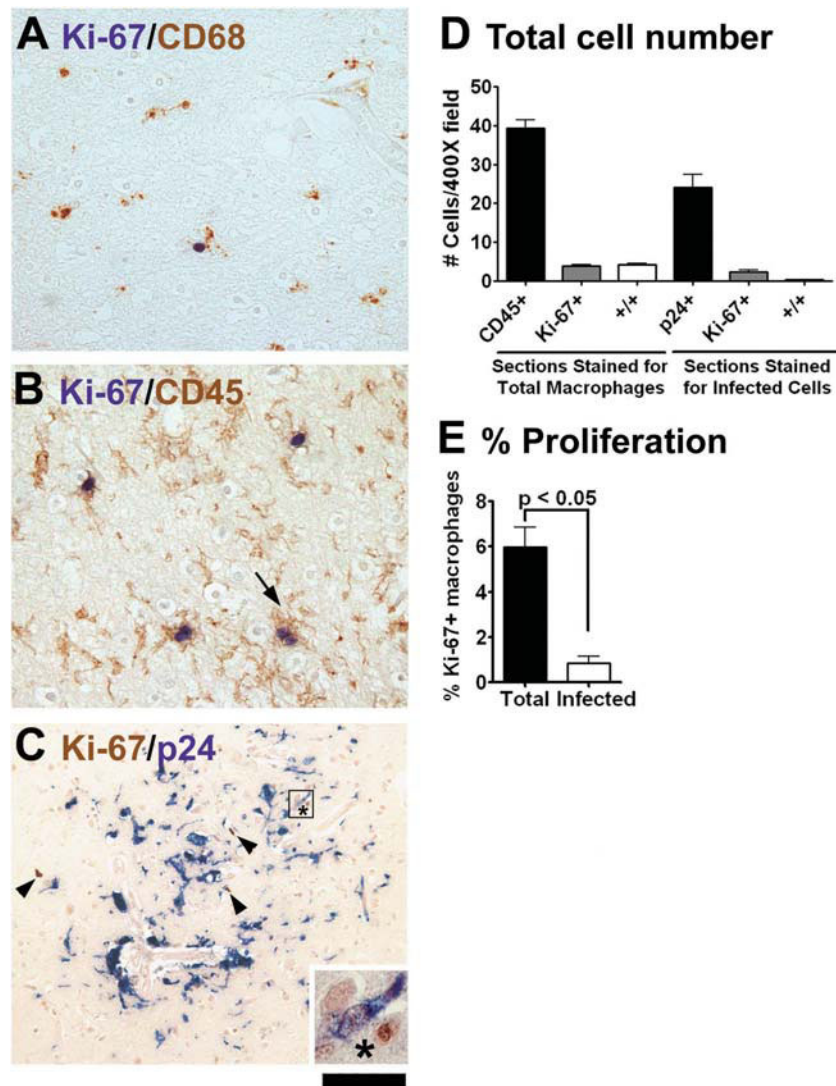 A Ki-67/CD68
B Ki-67/CD45
C Ki-67/p24
*
*
D Total cell number
# Cells/400X field
50
40
30
20
10
0
CD45+
Ki-67+
+/+
p24+
Ki-67+
+/+
Sections Stained for
Total Macrophages
Sections Stained
for Infected Cells
E % Proliferation
% Ki-67+ macrophages
8
6
4
2
0
p < 0.05
Total
Infected